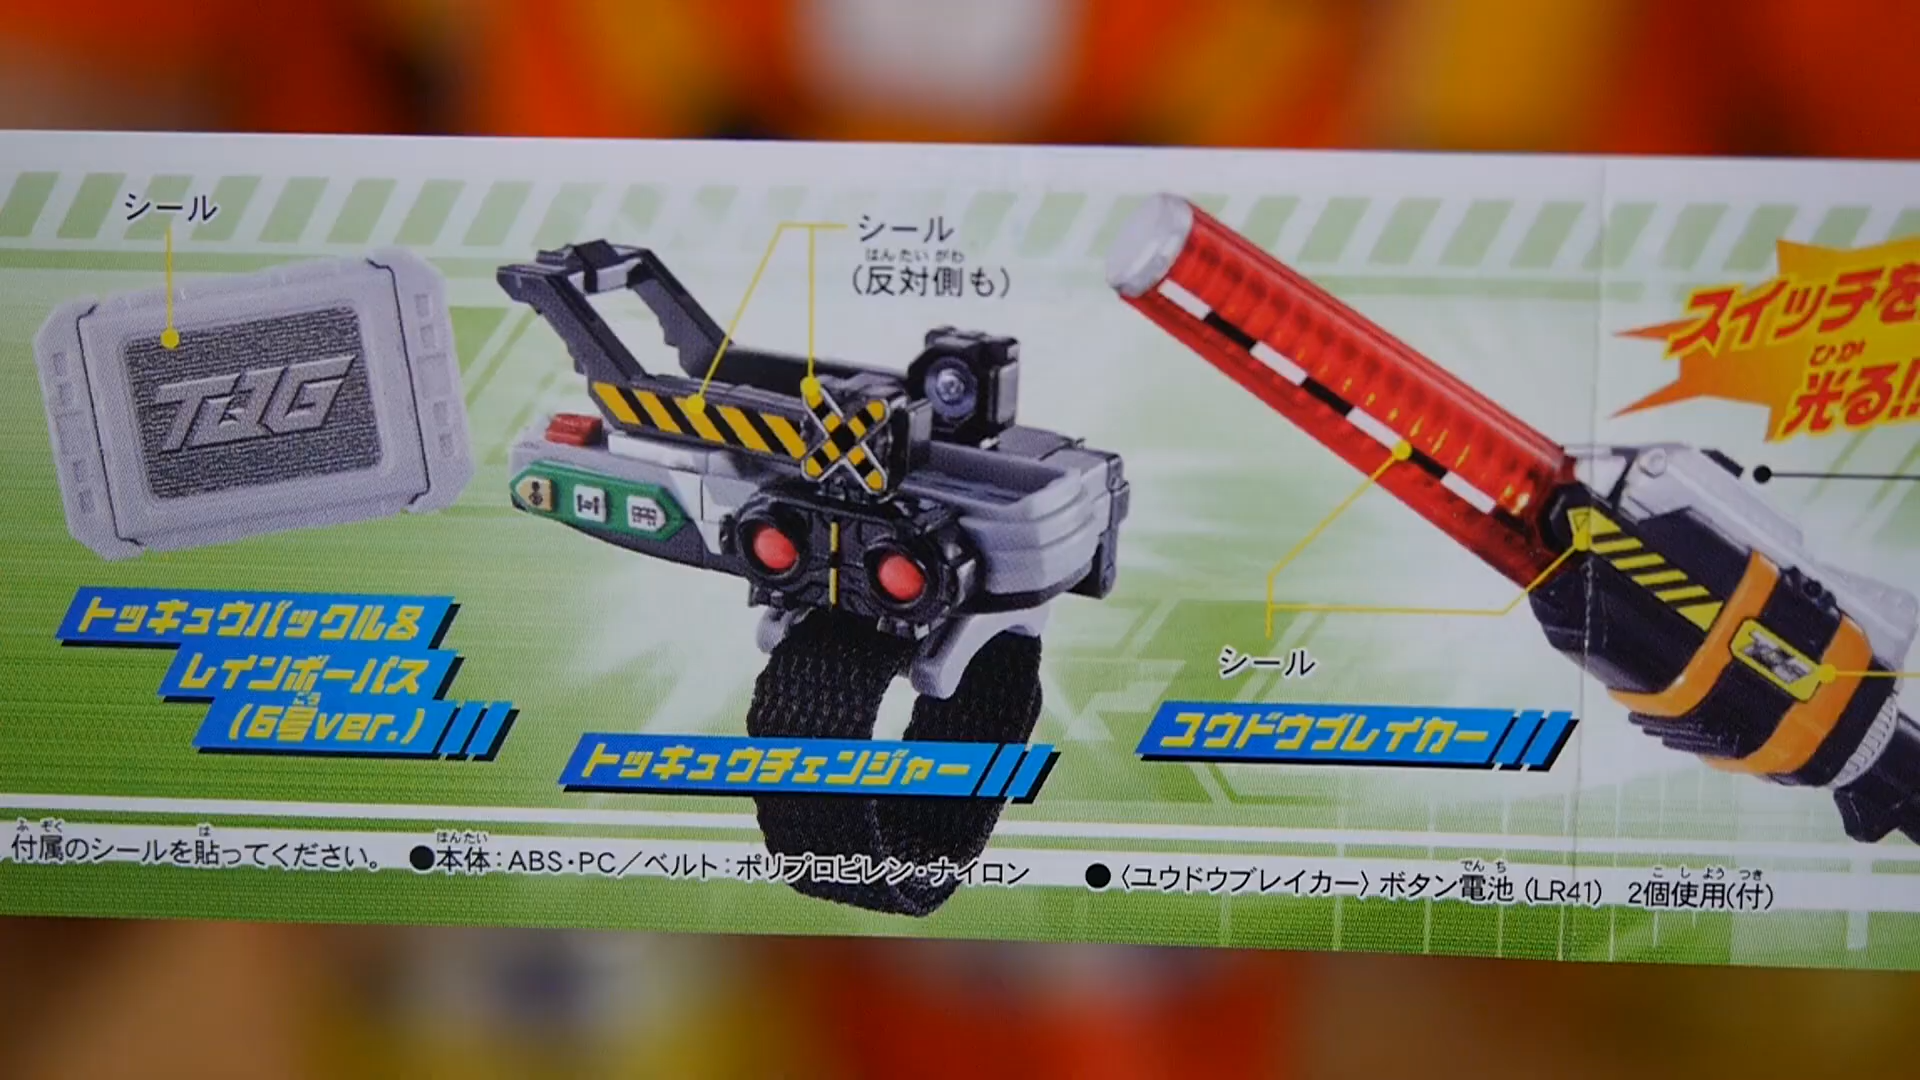 シール
TQG
トッキュウバックル&
レインボーパス
(6号ver.)
ごう
シール
はんたいがわ
(反対側も)
トッキュウチェンジャー
シール
ユウドウブレイカー
スイッチを
ひか
光る!!
ふぞく は
付属のシールを貼ってください。
ほんたい
●本体:ABS・PC/ベルト:ポリプロピレン・ナイロン
でんち こしようつき
●〈ユウドウブレイカー〉ボタン電池(LR41) 2個使用(付)